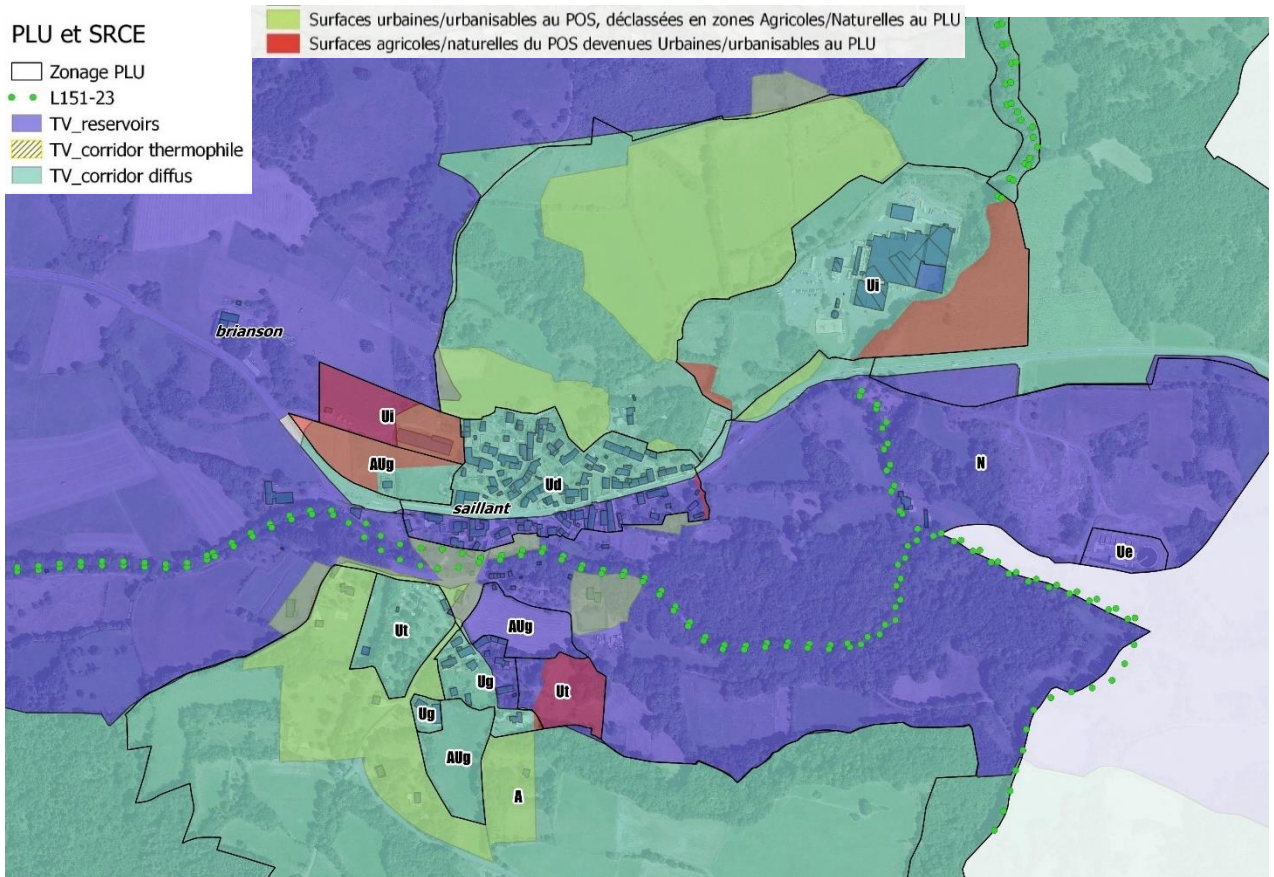 Surfaces urbaines/urbanisables au POS, déclassées en zones Agricoles/Naturelles au PLU
Surfaces agricoles/naturelles du POS devenues Urbaines/urbanisables au PLU
PLU et SRCE
Zonage PLU
L151-23
TV_reservoirs
TV_corridor thermophile
TV_corridor diffus
Ui
brianson
Ui
AUg
Ud
N
saillant
Ue
AUg
Ut
Ug
Ut
Ug
AUg
A